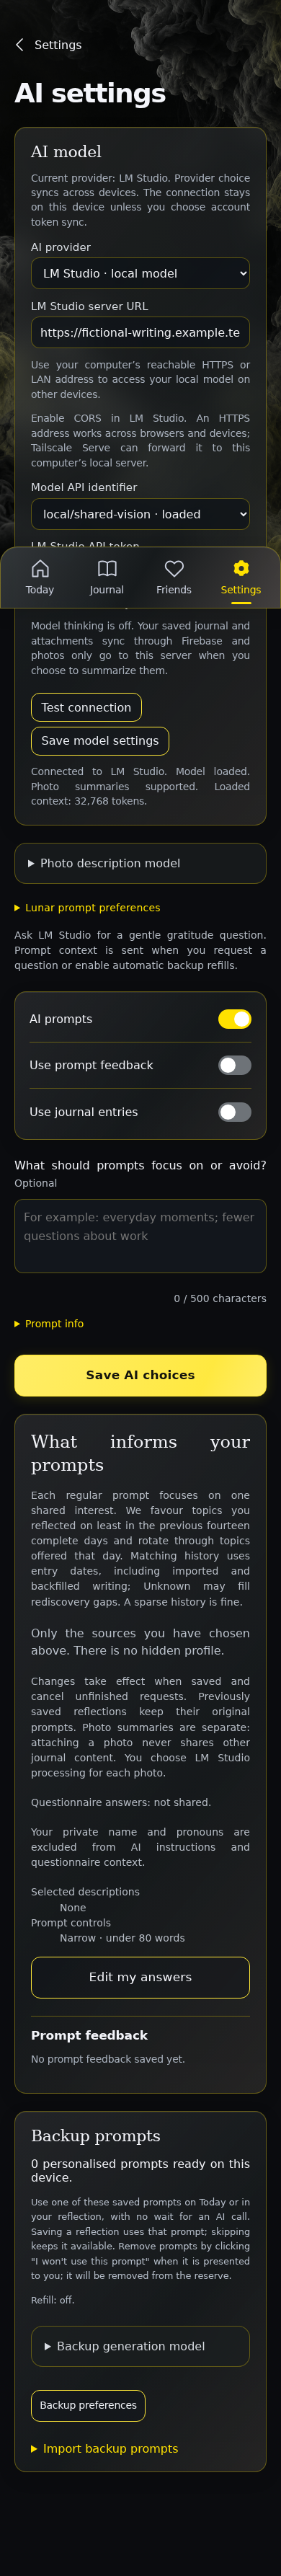 Settings
AI settings
AI model
Current provider: LM Studio. Provider choice
syncs across devices. The connection stays
on this device unless you choose account
token sync.
AI provider
LM Studio · local model
LM Studio server URL
https://fictional-writing.example.te
Use your computer's reachable HTTPS or
LAN address to access your local model on
other devices.
Enable CORS in LM Studio. An HTTPS
address works across browsers and devices;
Tailscale Serve can forward it to this
computer's local server.
Model API identifier
local/shared-vision · loaded
LM Studio API token
Today
Journal
Friends
Settings
Model thinking is off. Your saved journal and
attachments sync through Firebase and
photos only go to this server when you
choose to summarize them.
Test connection
Save model settings
Connected to LM Studio. Model loaded.
Photo summaries supported. Loaded
context: 32,768 tokens.
Photo description model
Lunar prompt preferences
Ask LM Studio for a gentle gratitude question.
Prompt context is sent when you request a
question or enable automatic backup refills.
AI prompts
Use prompt feedback
Use journal entries
What should prompts focus on or avoid?
Optional
For example: everyday moments; fewer
questions about work
0 / 500 characters
Prompt info
Save AI choices
What informs your
prompts
Each regular prompt focuses on one
shared interest. We favour topics you
reflected on least in the previous fourteen
complete days and rotate through topics
offered that day. Matching history uses
entry dates, including imported and
backfilled writing; Unknown may fill
rediscovery gaps. A sparse history is fine.
Only the sources you have chosen
above. There is no hidden profile.
Changes take effect when saved and
cancel unfinished requests. Previously
saved reflections keep their original
prompts. Photo summaries are separate:
attaching a photo never shares other
journal content. You choose LM Studio
processing for each photo.
Questionnaire answers: not shared.
Your private name and pronouns are
excluded from AI instructions and
questionnaire context.
Selected descriptions
None
Prompt controls
Narrow · under 80 words
Edit my answers
Prompt feedback
No prompt feedback saved yet.
Backup prompts
0 personalised prompts ready on this
device.
Use one of these saved prompts on Today or in
your reflection, with no wait for an AI call.
Saving a reflection uses that prompt; skipping
keeps it available. Remove prompts by clicking
"I won't use this prompt" when it is presented
to you; it will be removed from the reserve.
Refill: off.
Backup generation model
Backup preferences
Import backup prompts